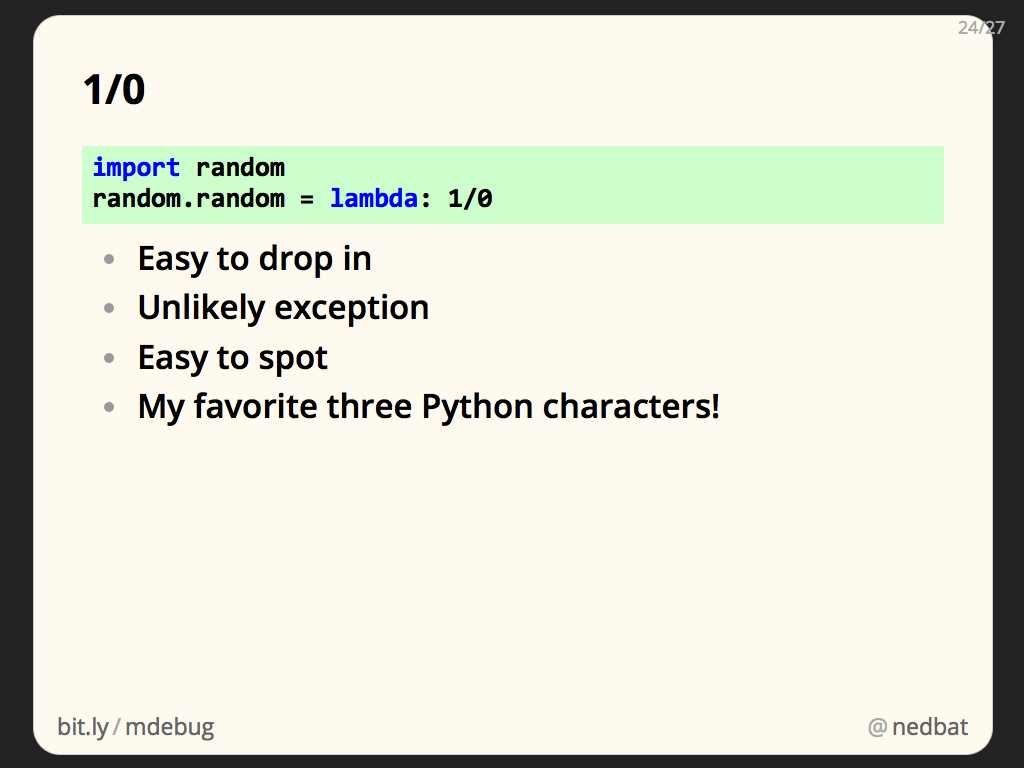 24/27
1/0
import random
random.random = lambda: 1/0
Easy to drop in
Unlikely exception
Easy to spot
My favorite three Python characters!
bit.ly/mdebug
@nedbat